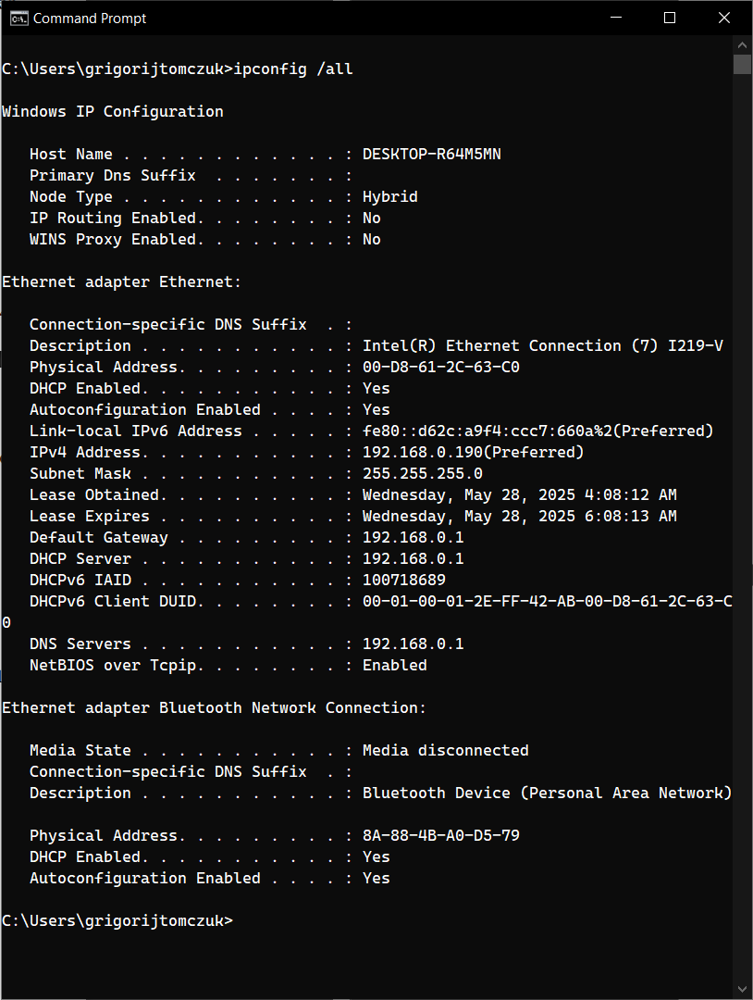 Command Prompt
C:\Users\grigorijtomczuk>ipconfig /all
Windows IP Configuration
   Host Name . . . . . . . . . . . . : DESKTOP-R64M5MN
   Primary Dns Suffix  . . . . . . . :
   Node Type . . . . . . . . . . . . : Hybrid
   IP Routing Enabled. . . . . . . . : No
   WINS Proxy Enabled. . . . . . . . : No
Ethernet adapter Ethernet:
   Connection-specific DNS Suffix  . :
   Description . . . . . . . . . . . : Intel(R) Ethernet Connection (7) I219-V
   Physical Address. . . . . . . . . : 00-D8-61-2C-63-C0
   DHCP Enabled. . . . . . . . . . . : Yes
   Autoconfiguration Enabled . . . . : Yes
   Link-local IPv6 Address . . . . . : fe80::d62c:a9f4:ccc7:660a%2(Preferred)
   IPv4 Address. . . . . . . . . . . : 192.168.0.190(Preferred)
   Subnet Mask . . . . . . . . . . . : 255.255.255.0
   Lease Obtained. . . . . . . . . . : Wednesday, May 28, 2025 4:08:12 AM
   Lease Expires . . . . . . . . . . : Wednesday, May 28, 2025 6:08:13 AM
   Default Gateway . . . . . . . . . : 192.168.0.1
   DHCP Server . . . . . . . . . . . : 192.168.0.1
   DHCPv6 IAID . . . . . . . . . . . : 100718689
   DHCPv6 Client DUID. . . . . . . . : 00-01-00-01-2E-FF-42-AB-00-D8-61-2C-63-C
0
   DNS Servers . . . . . . . . . . . : 192.168.0.1
   NetBIOS over Tcpip. . . . . . . . : Enabled
Ethernet adapter Bluetooth Network Connection:
   Media State . . . . . . . . . . . : Media disconnected
   Connection-specific DNS Suffix  . :
   Description . . . . . . . . . . . : Bluetooth Device (Personal Area Network)
   Physical Address. . . . . . . . . : 8A-88-4B-A0-D5-79
   DHCP Enabled. . . . . . . . . . . : Yes
   Autoconfiguration Enabled . . . . : Yes
C:\Users\grigorijtomczuk>